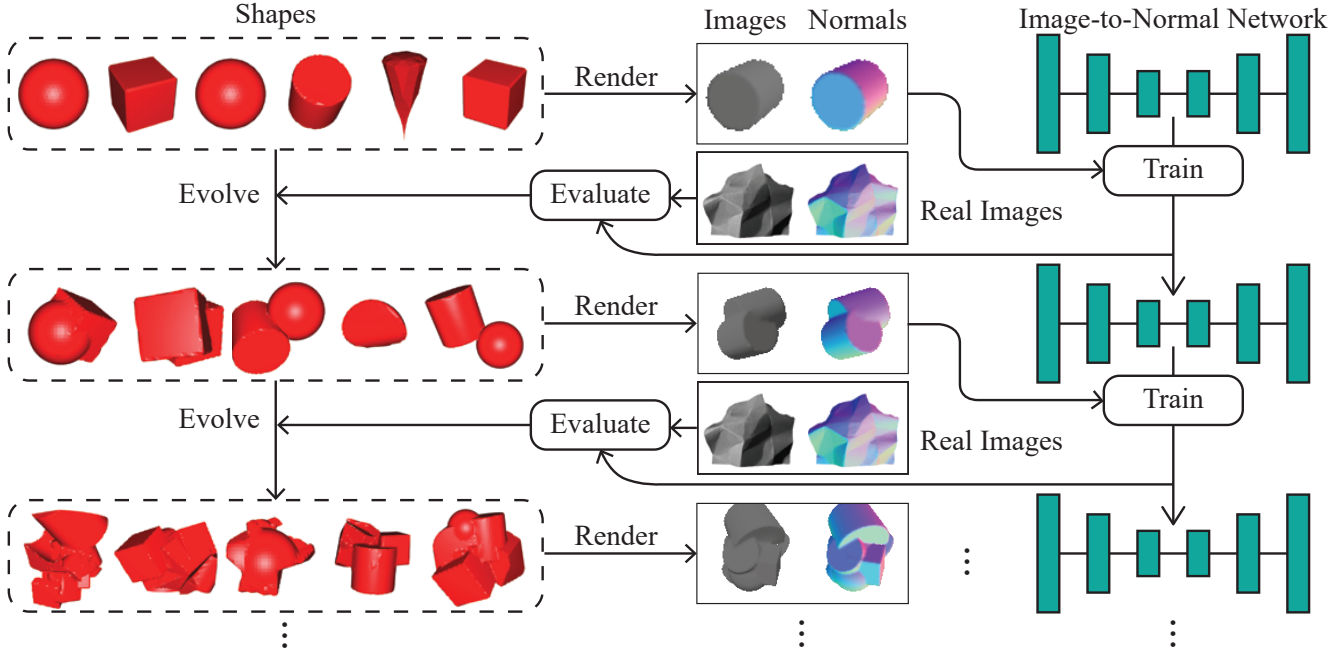 Shapes
Images
Normals
Image-to-Normal Network
Render
Train
Evolve
Evaluate
Real Images
Render
Train
Evolve
Evaluate
Real Images
Render